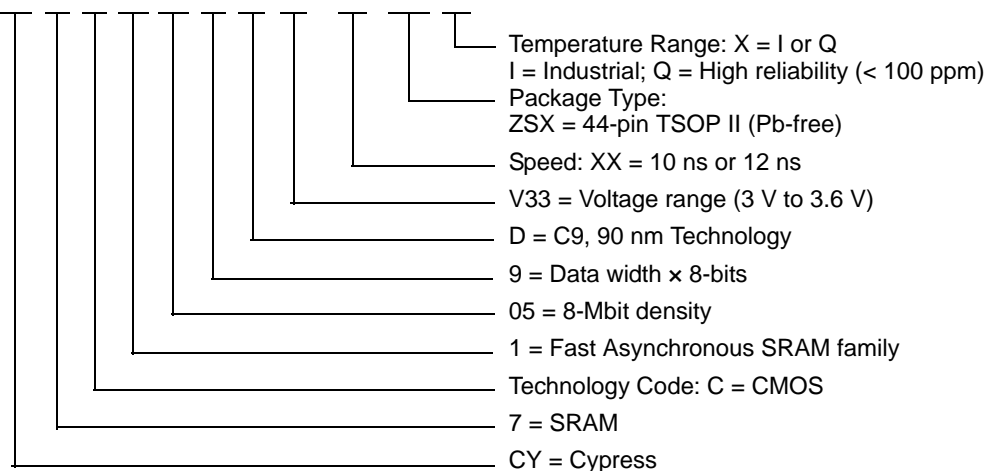 Temperature Range: X = I or Q
I = Industrial; Q = High reliability (< 100 ppm)
Package Type:
ZSX = 44-pin TSOP II (Pb-free)
Speed: XX = 10 ns or 12 ns
V33 = Voltage range (3 V to 3.6 V)
D = C9, 90 nm Technology
9 = Data width × 8-bits
05 = 8-Mbit density
1 = Fast Asynchronous SRAM family
Technology Code: C = CMOS
7 = SRAM
CY = Cypress